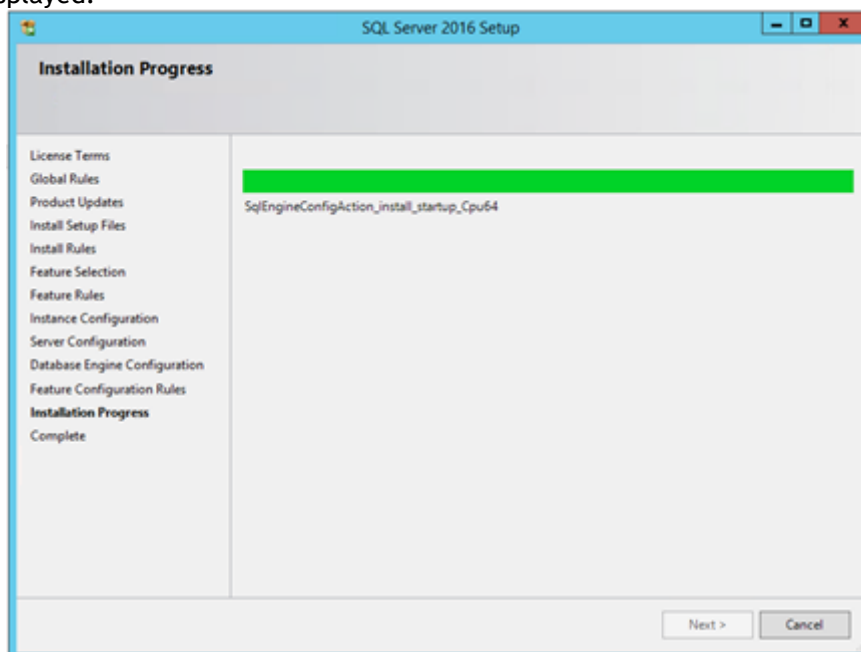 SQL Server 2016 Setup
Installation Progress
License Terms
Global Rules
Product Updates
Install Setup Files
Install Rules
Feature Selection
Feature Rules
Instance Configuration
Server Configuration
Database Engine Configuration
Feature Configuration Rules
Installation Progress
Complete
SqlEngineConfigAction_install_startup_Cpu64
Next >
Cancel